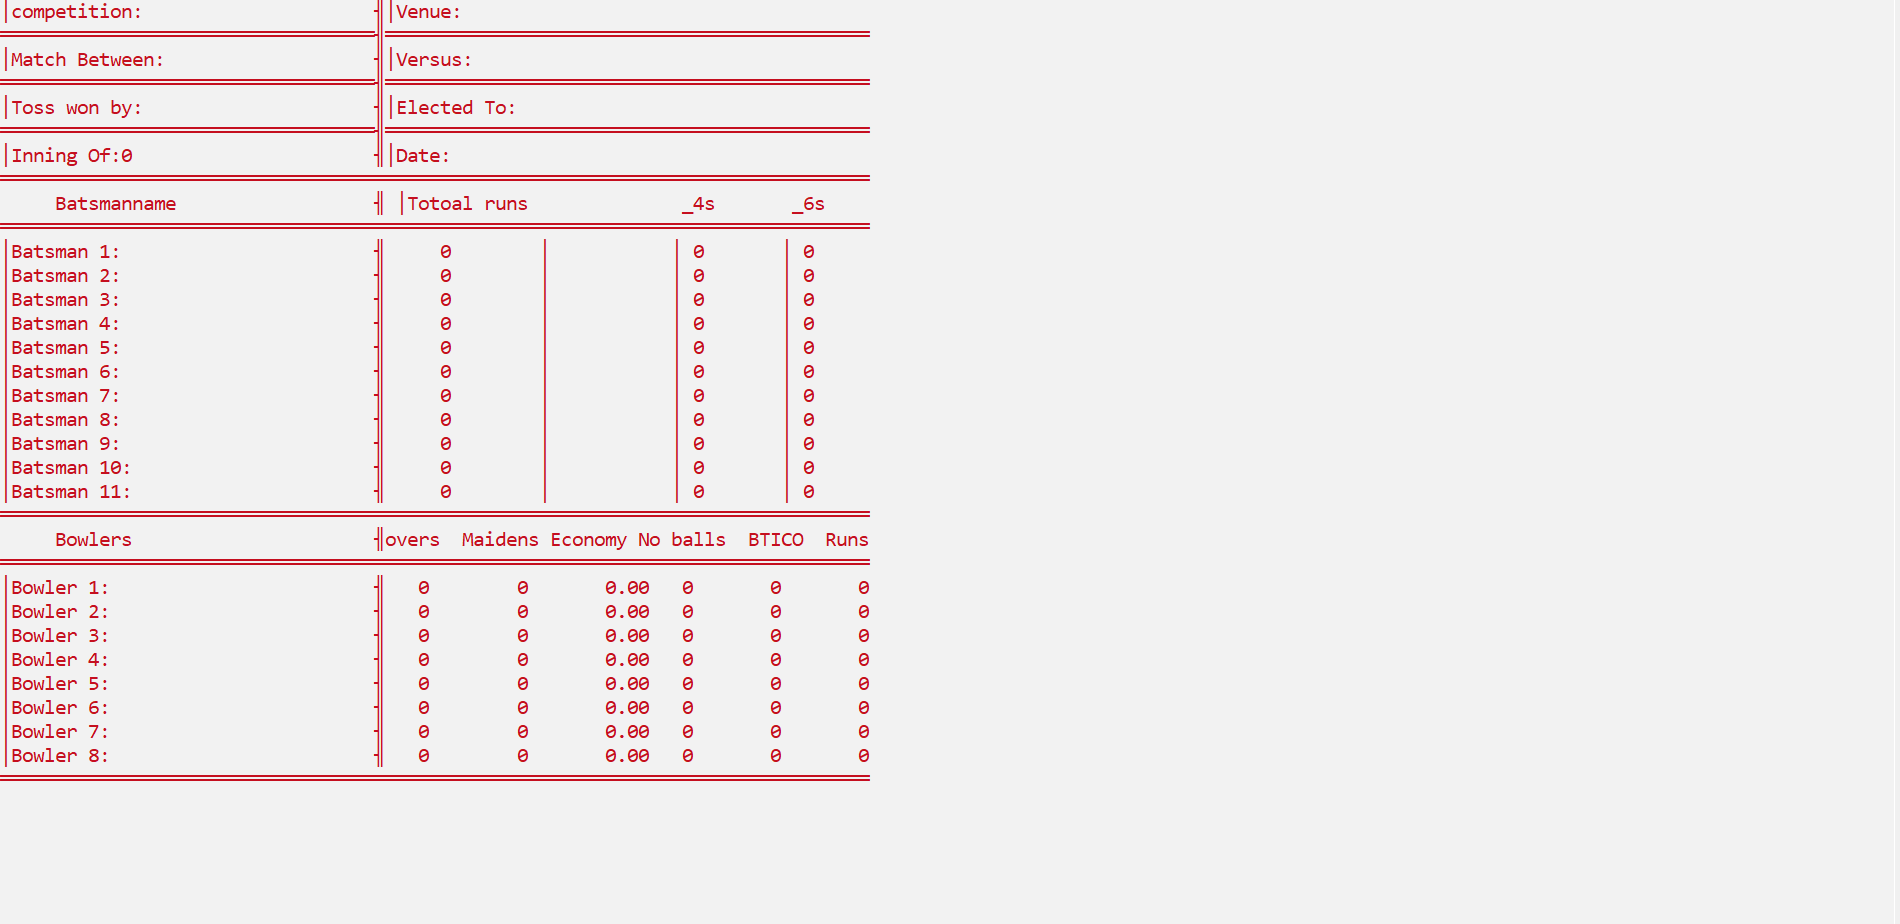 competition: Venue:
Match Between: Versus:
Toss won by: Elected To:
Inning Of:0 Date:
Batsmanname Totoal runs _4s _6s
Batsman 1: 0 0 0
Batsman 2: 0 0 0
Batsman 3: 0 0 0
Batsman 4: 0 0 0
Batsman 5: 0 0 0
Batsman 6: 0 0 0
Batsman 7: 0 0 0
Batsman 8: 0 0 0
Batsman 9: 0 0 0
Batsman 10: 0 0 0
Batsman 11: 0 0 0
Bowlers overs Maidens Economy No balls BTICO Runs
Bowler 1: 0 0 0.00 0 0 0
Bowler 2: 0 0 0.00 0 0 0
Bowler 3: 0 0 0.00 0 0 0
Bowler 4: 0 0 0.00 0 0 0
Bowler 5: 0 0 0.00 0 0 0
Bowler 6: 0 0 0.00 0 0 0
Bowler 7: 0 0 0.00 0 0 0
Bowler 8: 0 0 0.00 0 0 0